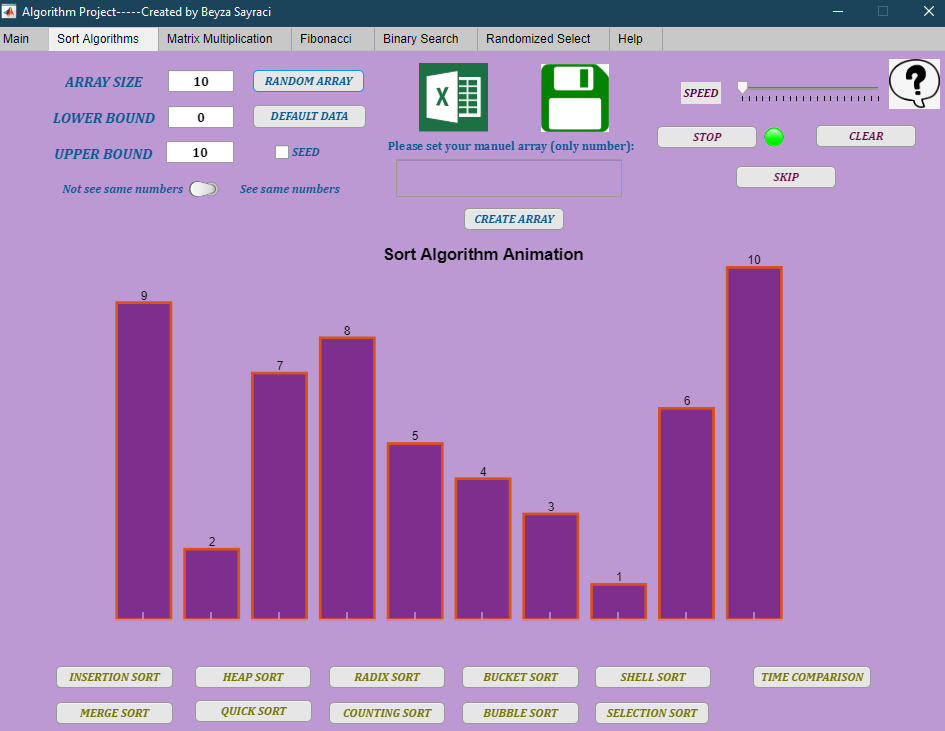 Algorithm Project-----Created by Beyza Sayraci
Main Sort Algorithms Matrix Multiplication Fibonacci Binary Search Randomized Select Help
ARRAY SIZE 10 RANDOM ARRAY
LOWER BOUND 0 DEFAULT DATA
UPPER BOUND 10 SEED
Not see same numbers See same numbers
X
Please set your manuel array (only number):
CREATE ARRAY
SPEED
?
STOP CLEAR
SKIP
Sort Algorithm Animation
9 2 7 8 5 4 3 1 6 10
INSERTION SORT HEAP SORT RADIX SORT BUCKET SORT SHELL SORT TIME COMPARISON
MERGE SORT QUICK SORT COUNTING SORT BUBBLE SORT SELECTION SORT